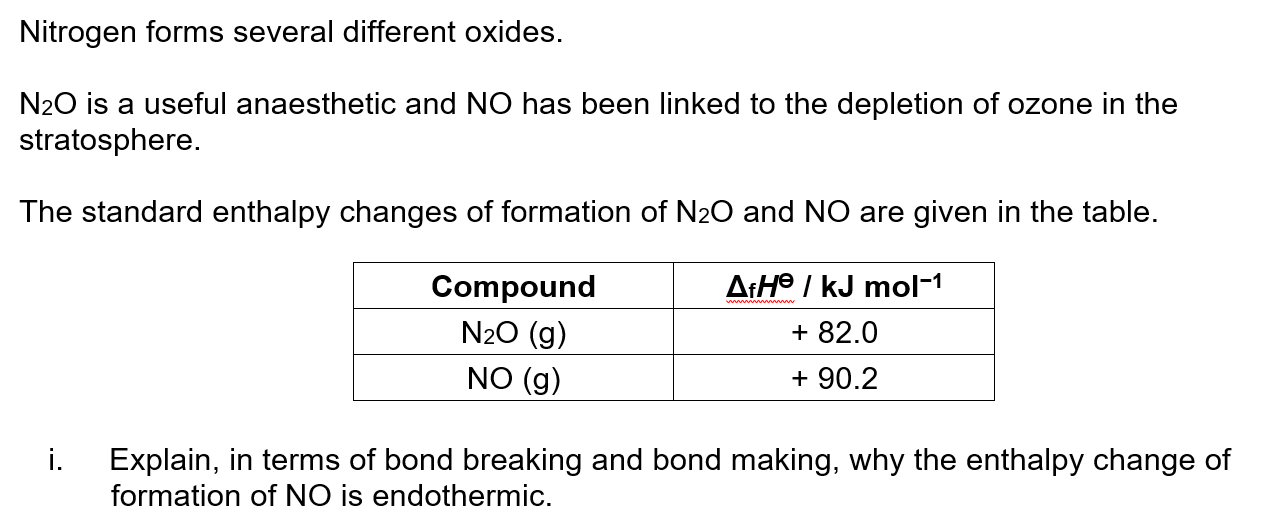 Nitrogen forms several different oxides.
N₂O is a useful anaesthetic and NO has been linked to the depletion of ozone in the
stratosphere.
The standard enthalpy changes of formation of N₂O and NO are given in the table.
Compound ΔfH⦵ / kJ mol⁻¹
N₂O (g) + 82.0
NO (g) + 90.2
i. Explain, in terms of bond breaking and bond making, why the enthalpy change of
formation of NO is endothermic.